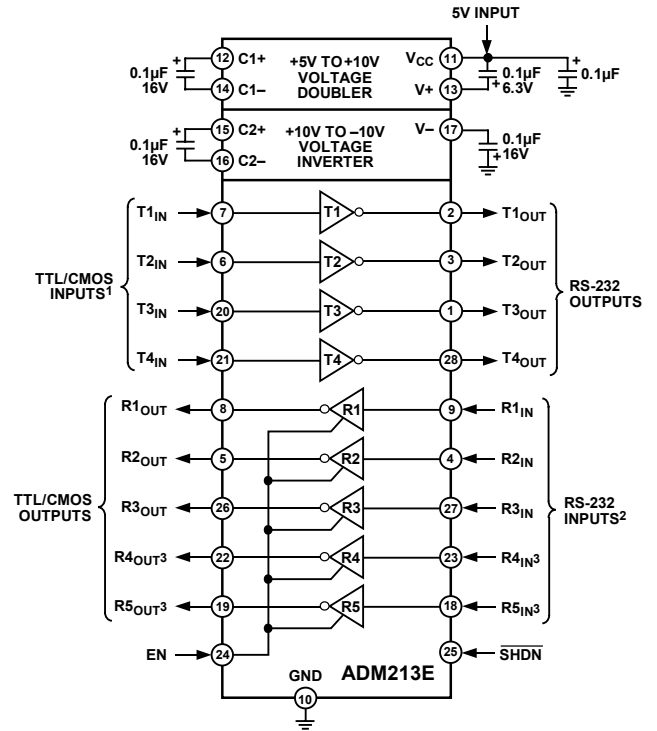 5V INPUT
0.1µF
16V
12 C1+
14 C1–
+5V TO +10V
VOLTAGE
DOUBLER
VCC 11
V+ 13
0.1µF
6.3V
0.1µF
0.1µF
16V
15 C2+
16 C2–
+10V TO –10V
VOLTAGE
INVERTER
V– 17
0.1µF
16V
TTL/CMOS
INPUTS1
T1IN 7 T1 2 T1OUT
T2IN 6 T2 3 T2OUT
T3IN 20 T3 1 T3OUT
T4IN 21 T4 28 T4OUT
RS-232
OUTPUTS
TTL/CMOS
OUTPUTS
R1OUT 8 R1 9 R1IN
R2OUT 5 R2 4 R2IN
R3OUT 26 R3 27 R3IN
R4OUT3 22 R4 23 R4IN3
R5OUT3 19 R5 18 R5IN3
RS-232
INPUTS2
EN 24
25 SHDN
GND
10
ADM213E